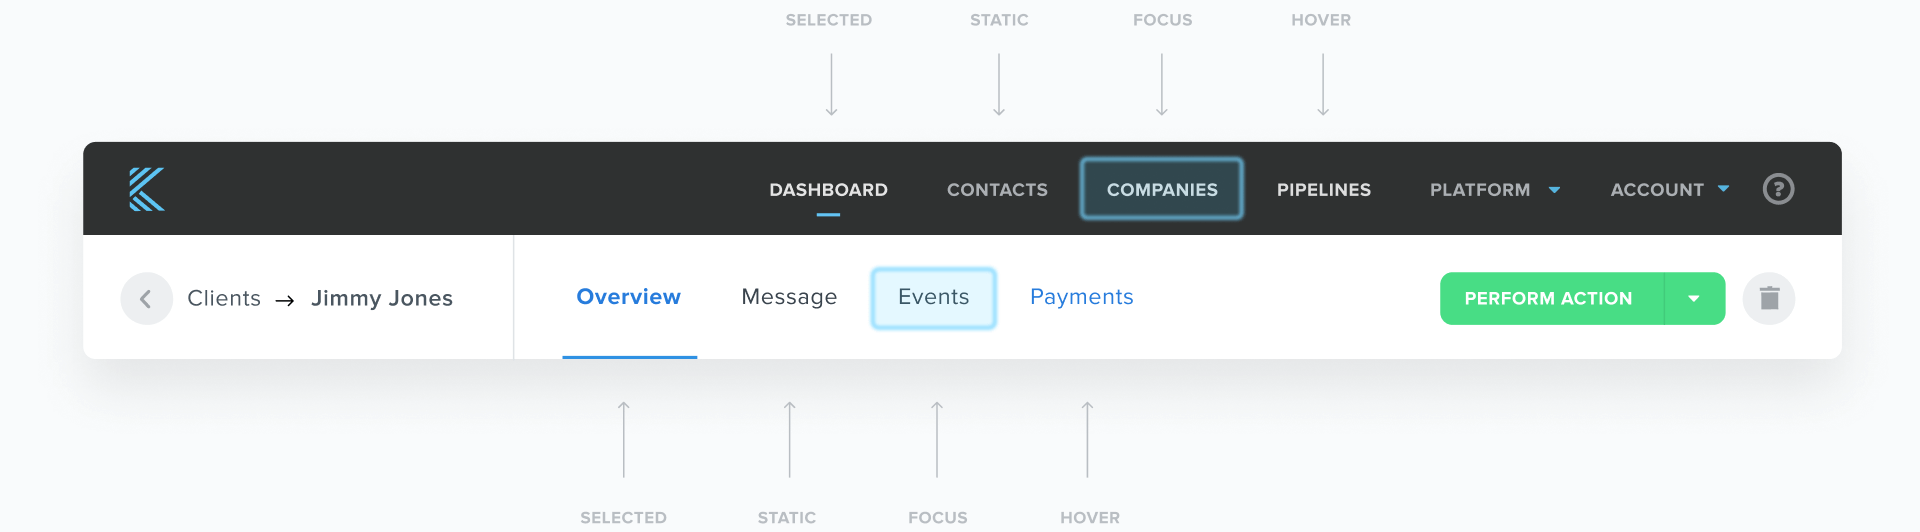 SELECTED STATIC FOCUS HOVER
DASHBOARD CONTACTS COMPANIES PIPELINES PLATFORM ACCOUNT ?
Clients → Jimmy Jones Overview Message Events Payments PERFORM ACTION
SELECTED STATIC FOCUS HOVER